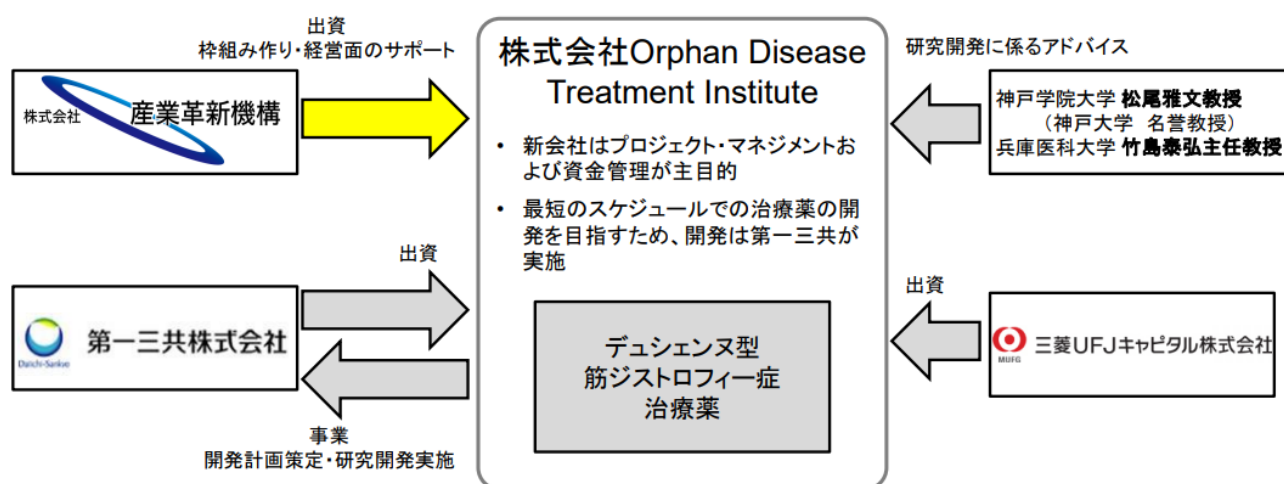 出資
枠組み作り・経営面のサポート
株式会社 産業革新機構
株式会社Orphan Disease
Treatment Institute
• 新会社はプロジェクト・マネジメントお
よび資金管理が主目的
• 最短のスケジュールでの治療薬の開
発を目指すため、開発は第一三共が
実施
研究開発に係るアドバイス
神戸学院大学 松尾雅文教授
(神戸大学 名誉教授)
兵庫医科大学 竹島泰弘主任教授
出資
第一三共株式会社
Daiichi-Sankyo
事業
開発計画策定・研究開発実施
デュシェンヌ型
筋ジストロフィー症
治療薬
出資
三菱UFJキャピタル株式会社
MUFG